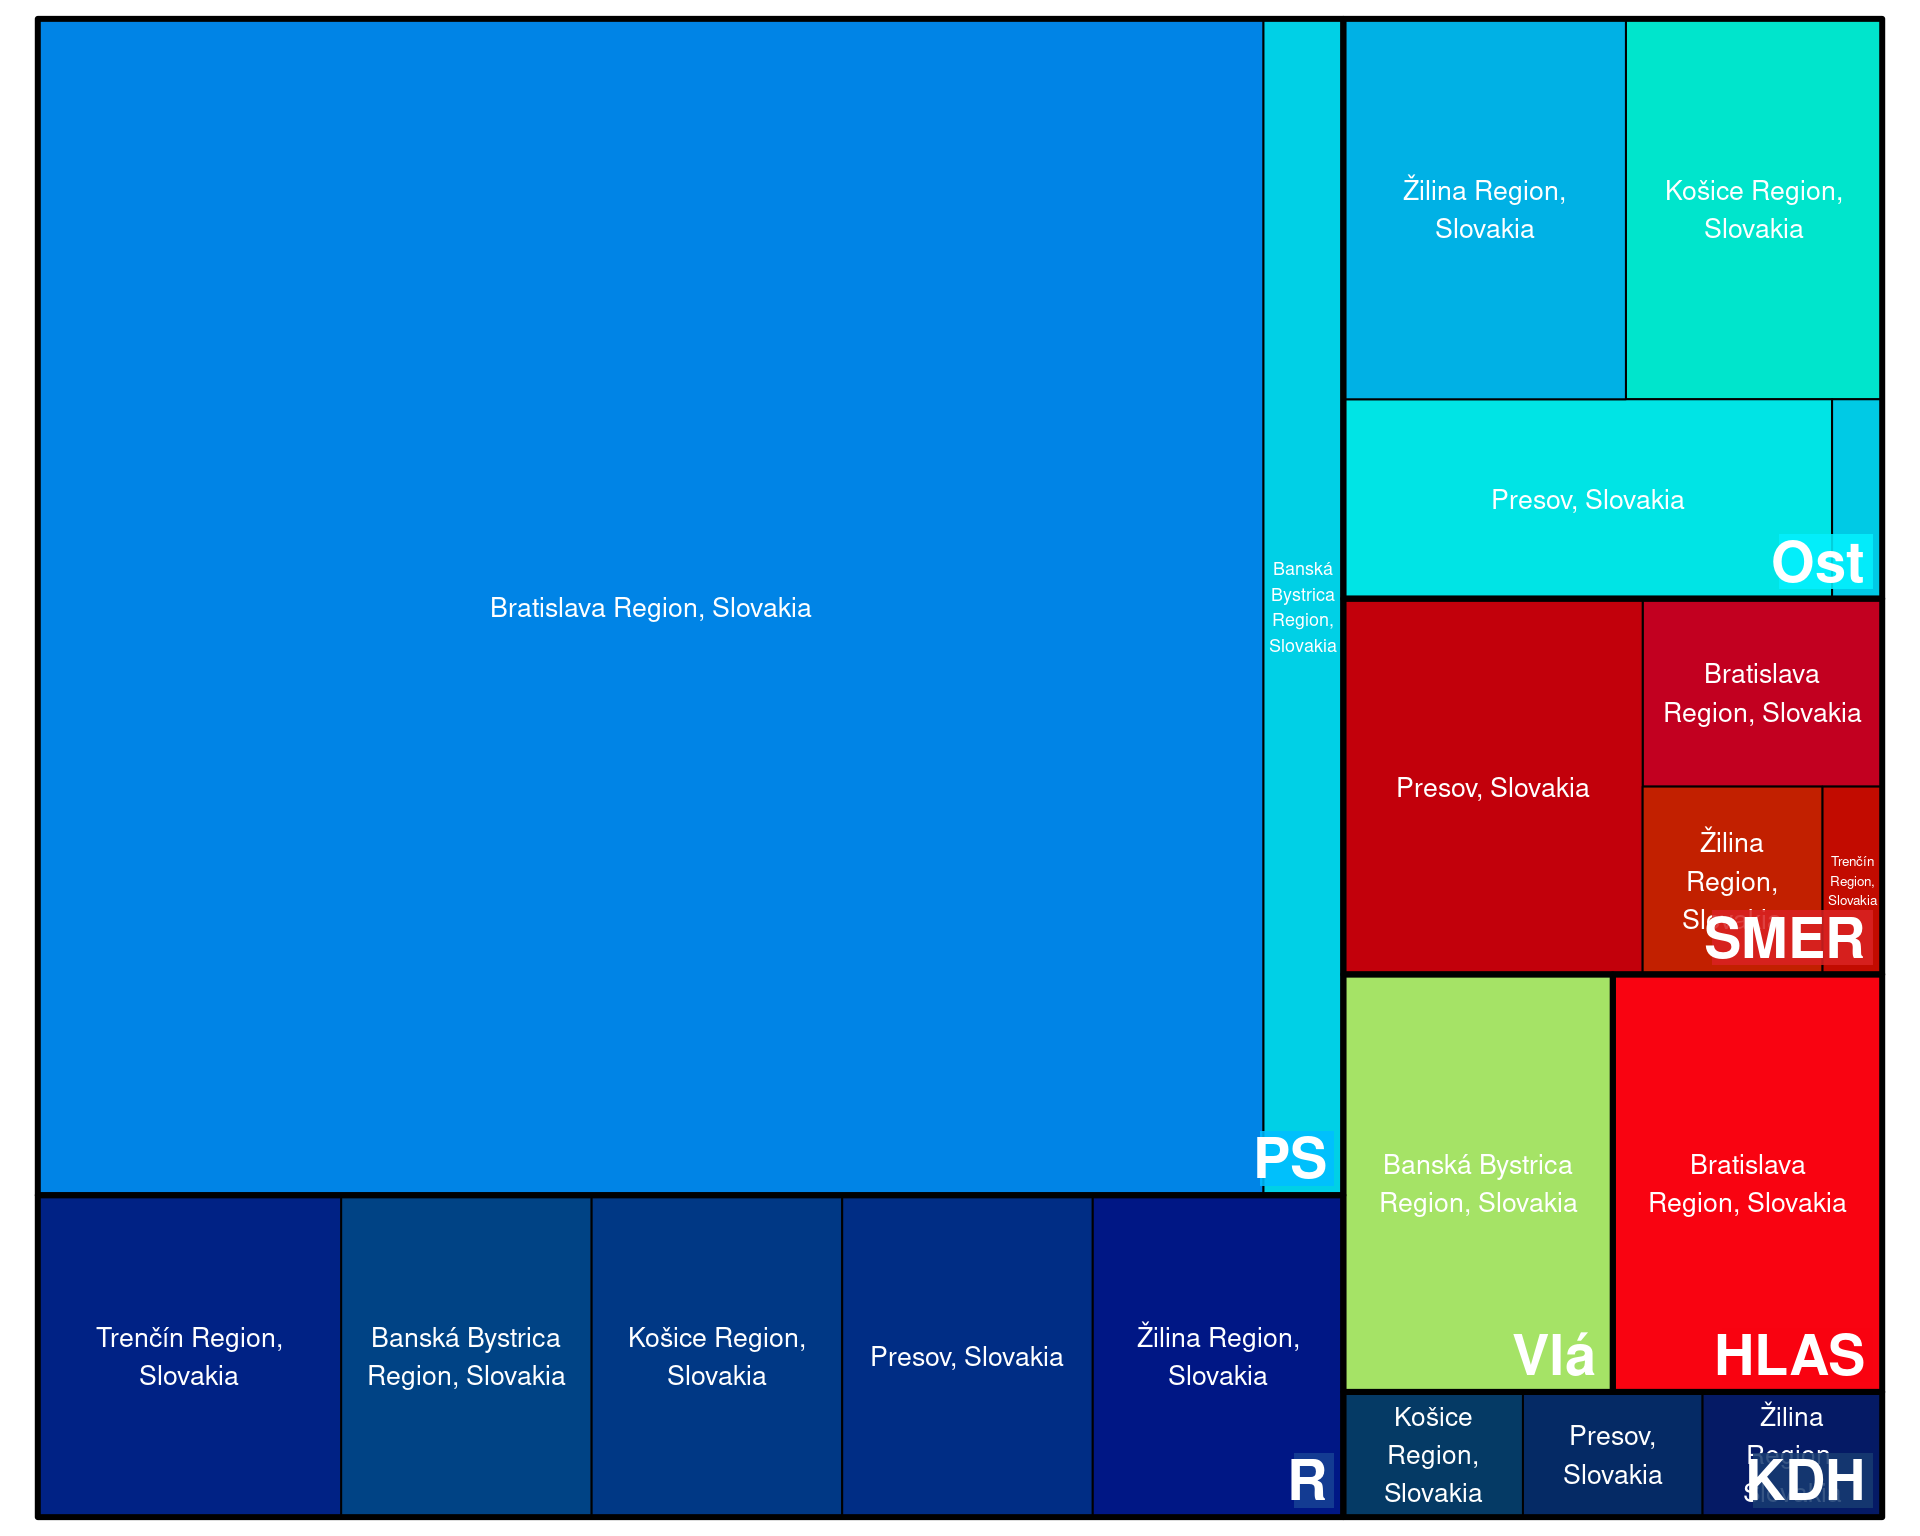 Bratislava Region, Slovakia
Banská
Bystrica
Region,
Slovakia
PS
Trenčín Region,
Slovakia
Banská Bystrica
Region, Slovakia
Košice Region,
Slovakia
Presov, Slovakia
Žilina Region,
Slovakia
R
Žilina Region,
Slovakia
Košice Region,
Slovakia
Presov, Slovakia
Ost
Presov, Slovakia
Bratislava
Region, Slovakia
Žilina
Region,
Slovakia
Trenčín
Region,
Slovakia
SMER
Banská Bystrica
Region, Slovakia
Vlá
Bratislava
Region, Slovakia
HLAS
Košice
Region,
Slovakia
Presov,
Slovakia
Žilina
Region,
Slovakia
KDH